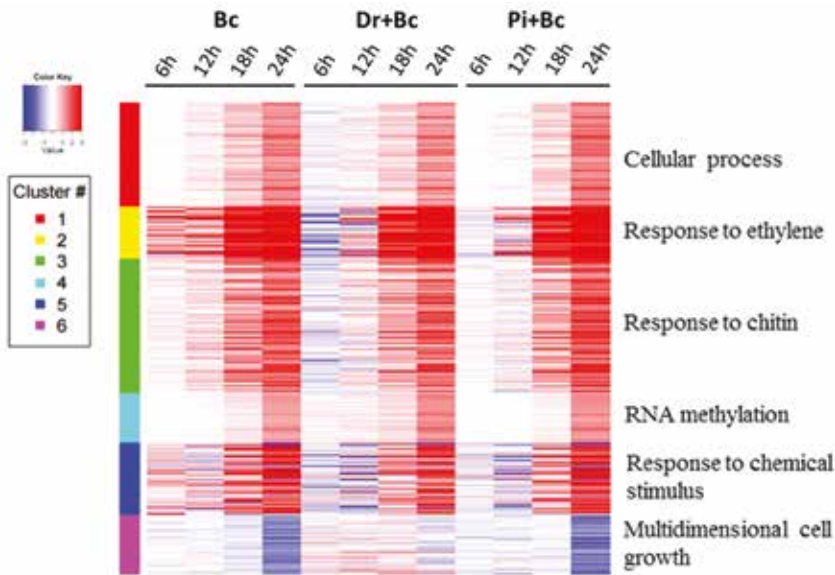 Bc Dr+Bc Pi+Bc
6h 12h 18h 24h 6h 12h 18h 24h 6h 12h 18h 24h
Color Key
Value
Cluster #
1
2
3
4
5
6
Cellular process
Response to ethylene
Response to chitin
RNA methylation
Response to chemical
stimulus
Multidimensional cell
growth